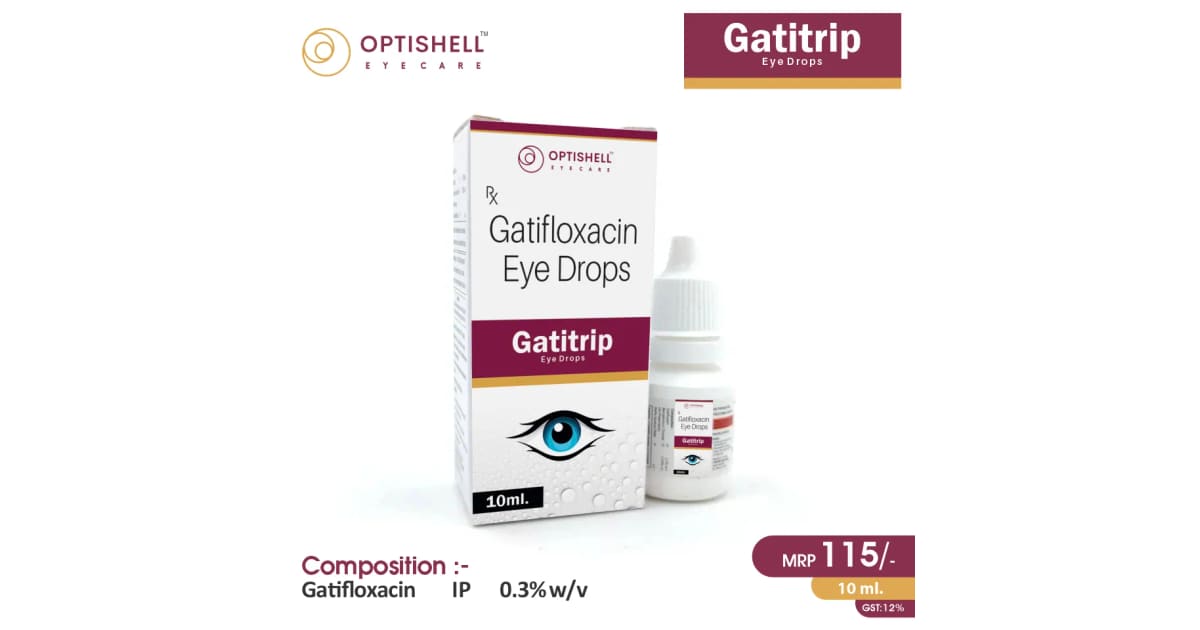 OPTISHELL™
EYECARE
Gatitrip
Eye Drops
OPTISHELL™
EYECARE
Rx
Gatifloxacin
Eye Drops
Gatitrip
Eye Drops
10ml.
OPTISHELL
Gatifloxacin
Eye Drops
Gatitrip
Composition :-
Gatifloxacin IP 0.3% w/v
MRP 115/-
10 ml.
GST:12%